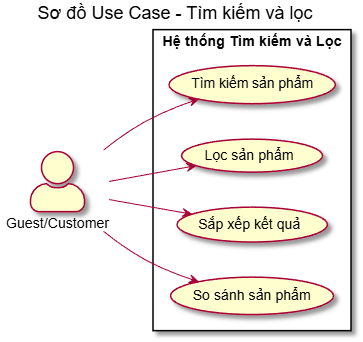 Sơ đồ Use Case - Tìm kiếm và lọc
Hệ thống Tìm kiếm và Lọc
Tìm kiếm sản phẩm
Lọc sản phẩm
Guest/Customer
Sắp xếp kết quả
So sánh sản phẩm